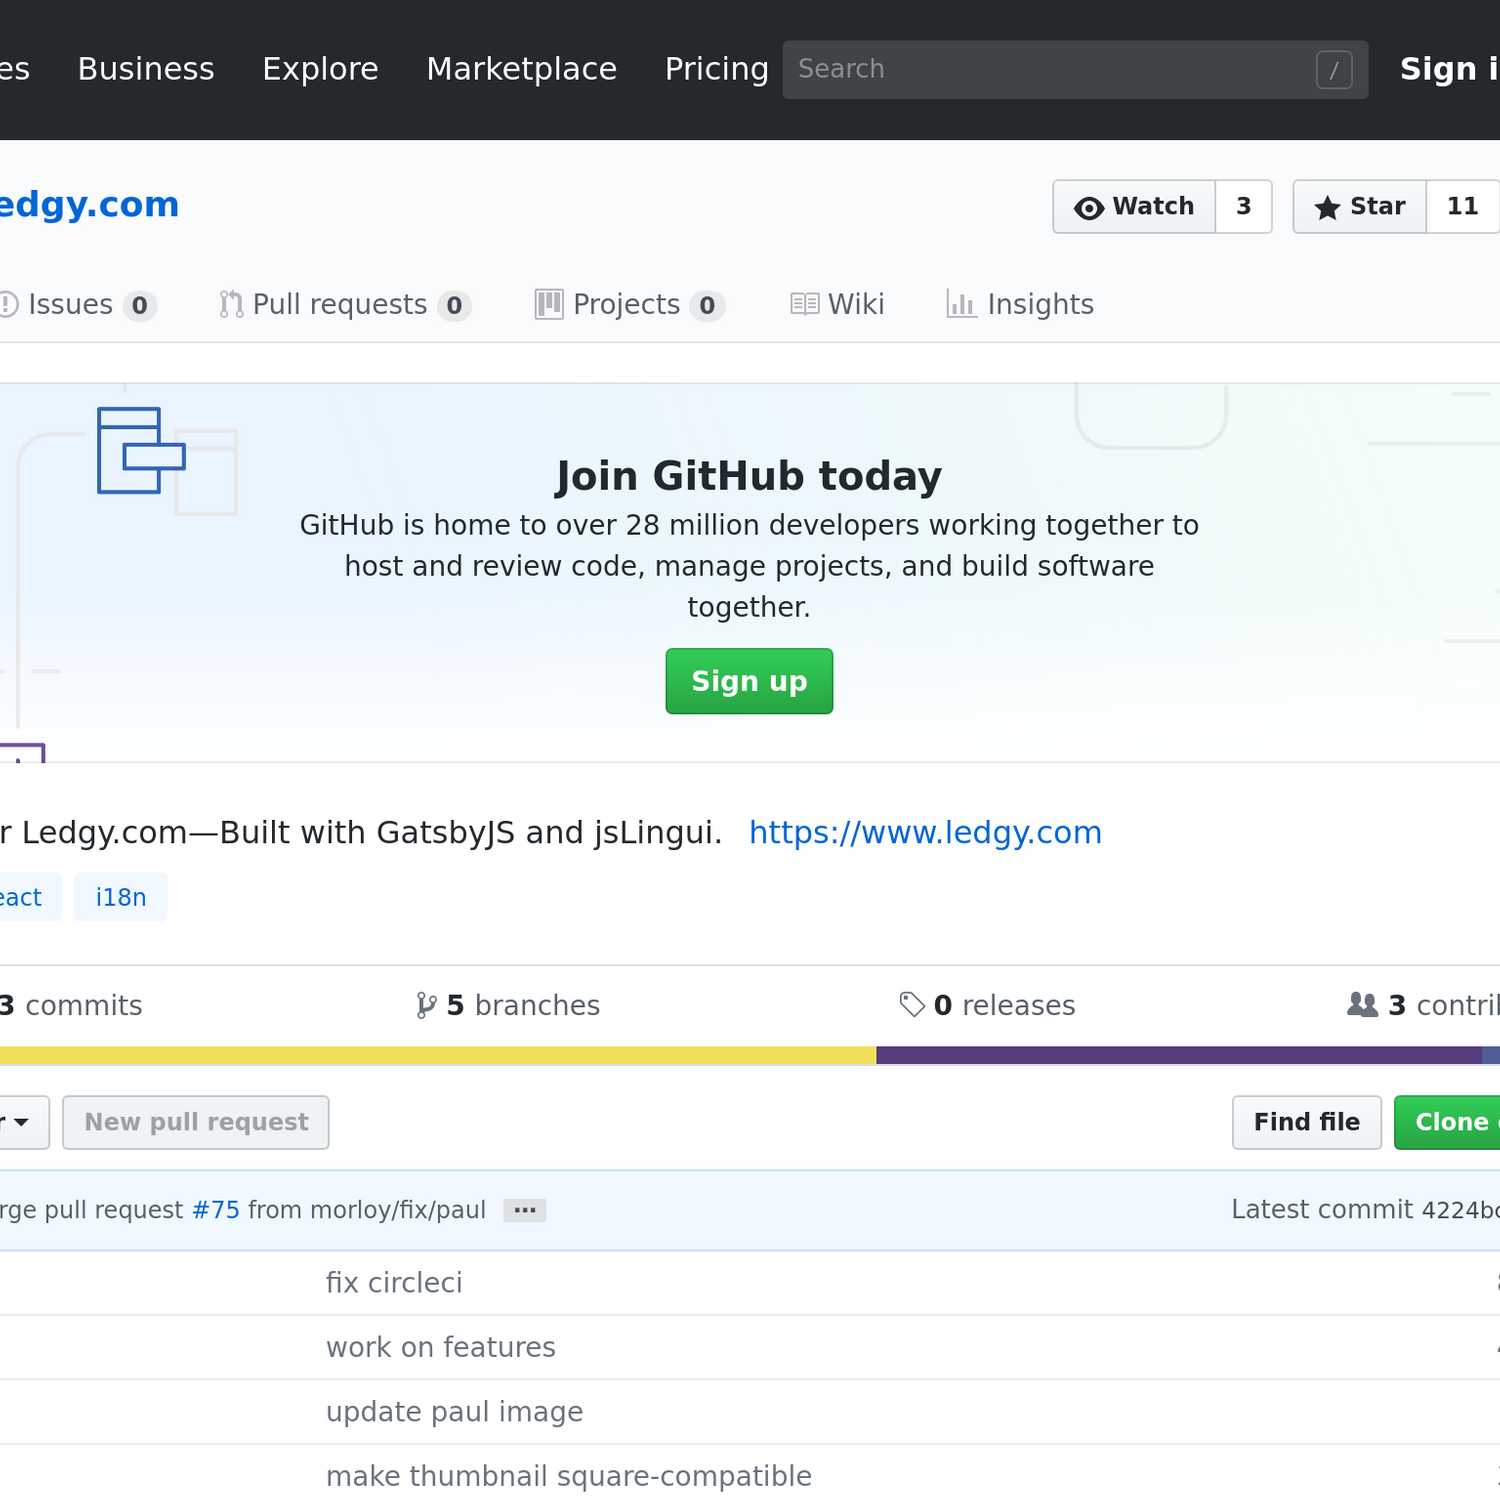 es Business Explore Marketplace Pricing Search / Sign i
edgy.com Watch 3 Star 11
Issues 0 Pull requests 0 Projects 0 Wiki Insights
Join GitHub today
GitHub is home to over 28 million developers working together to
host and review code, manage projects, and build software
together.
Sign up
r Ledgy.com—Built with GatsbyJS and jsLingui. https://www.ledgy.com
eact i18n
3 commits 5 branches 0 releases 3 contrib
r New pull request Find file Clone
rge pull request #75 from morloy/fix/paul … Latest commit 4224bc
fix circleci
work on features
update paul image
make thumbnail square-compatible